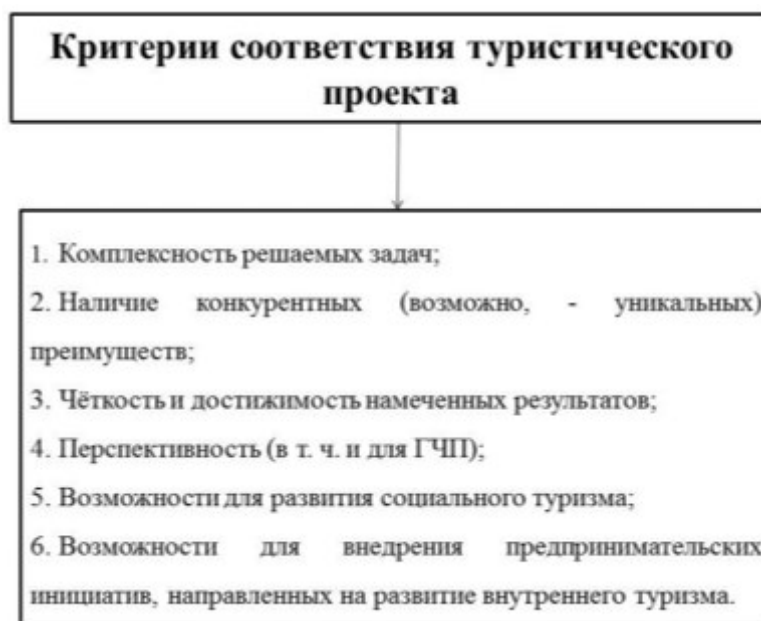 Критерии соответствия туристического
проекта
1. Комплексность решаемых задач;
2. Наличие конкурентных (возможно, - уникальных)
преимуществ;
3. Чёткость и достижимость намеченных результатов;
4. Перспективность (в т. ч. и для ГЧП);
5. Возможности для развития социального туризма;
6. Возможности для внедрения предпринимательских
инициатив, направленных на развитие внутреннего туризма.